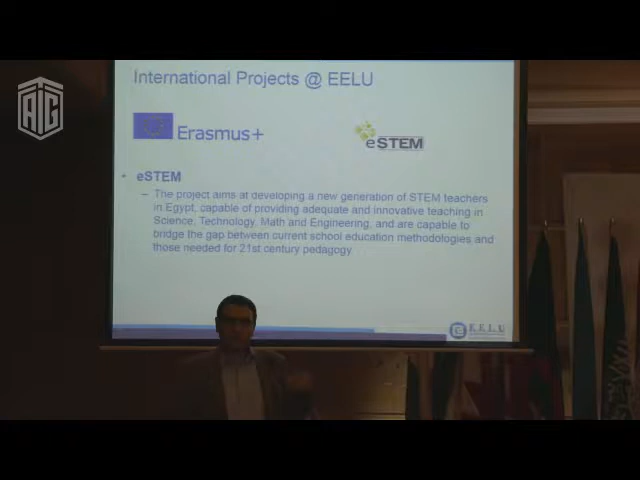 International Projects @ EELU
AIG
Erasmus+
eSTEM
• eSTEM
– The project aims at developing a new generation of STEM teachers
in Egypt, capable of providing adequate and innovative teaching in
Science, Technology, Math and Engineering, and are capable to
bridge the gap between current school education methodologies and
those needed for 21st century pedagogy.
EELU